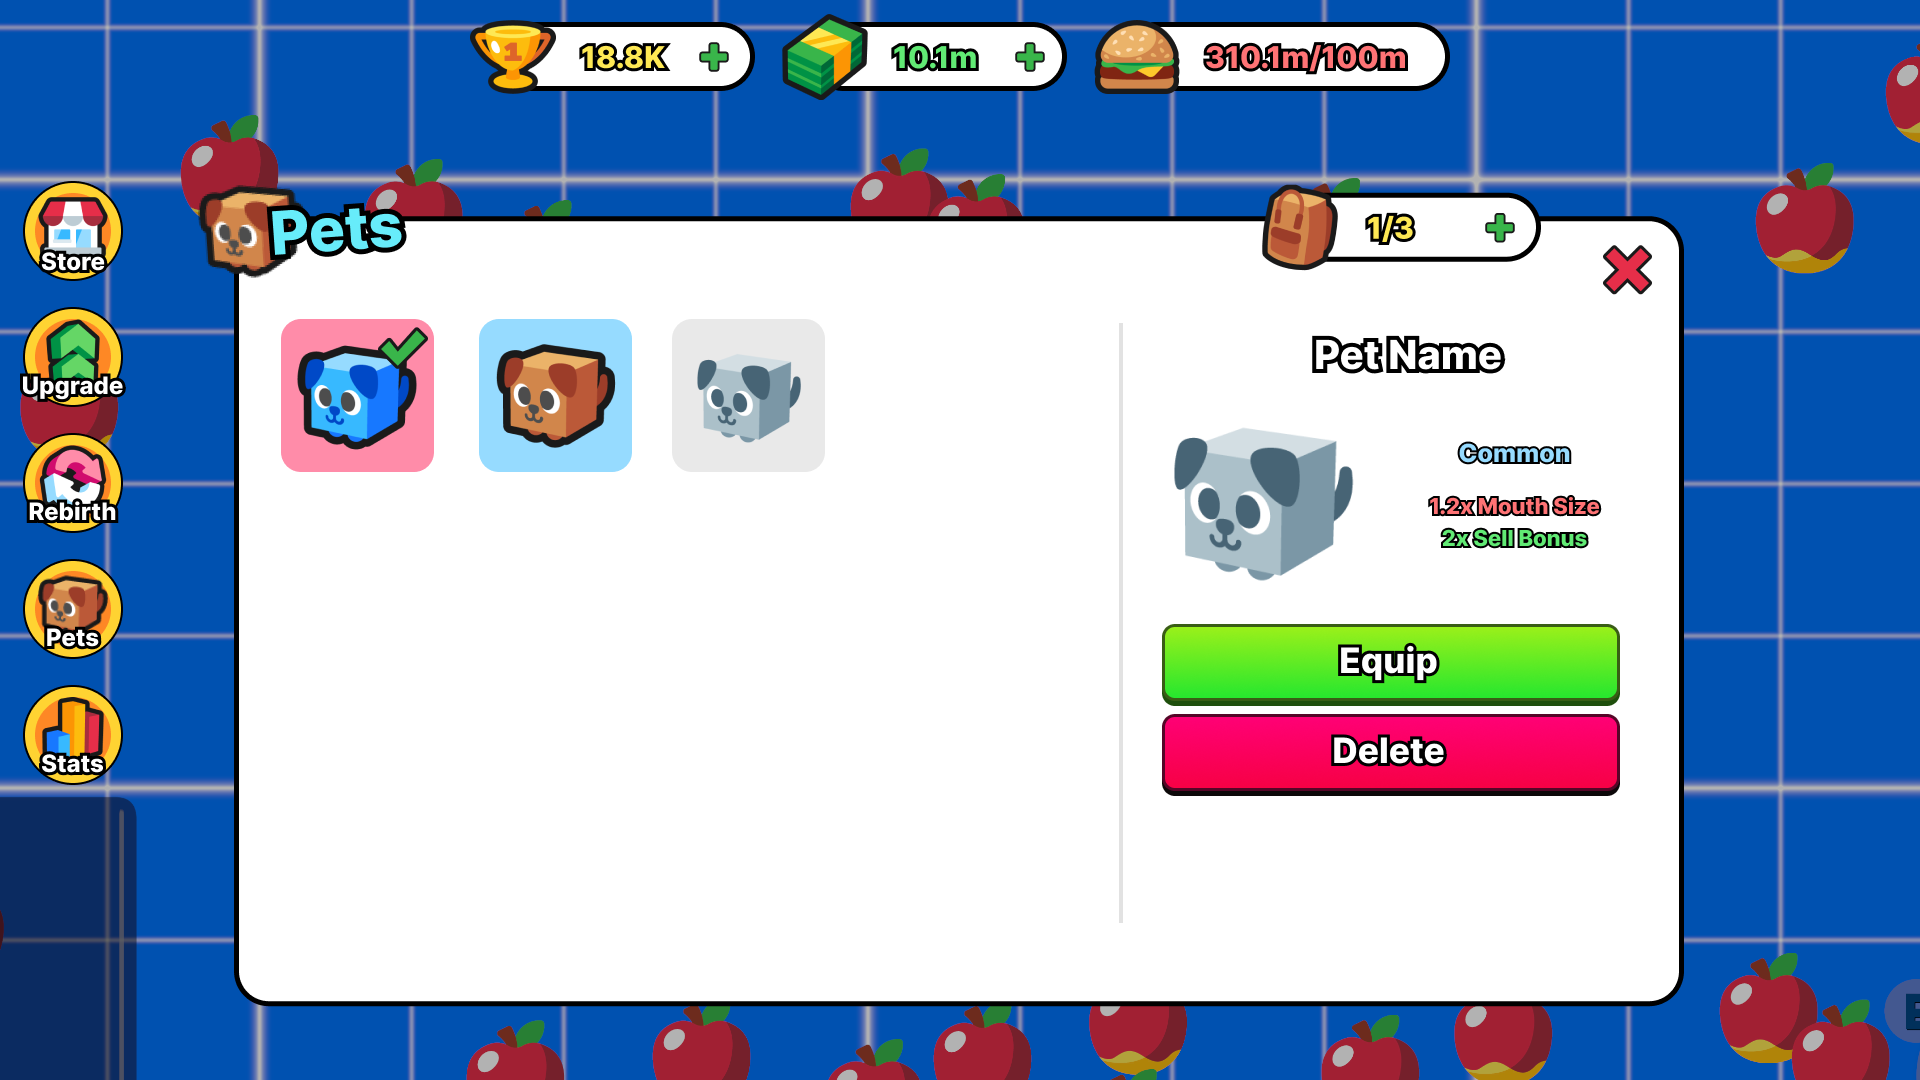 18.8K
10.1m
310.1m/100m
Pets
1/3
Store
Upgrade
Rebirth
Pets
Stats
Pet Name
Common
1.2x Mouth Size
2x Sell Bonus
Equip
Delete